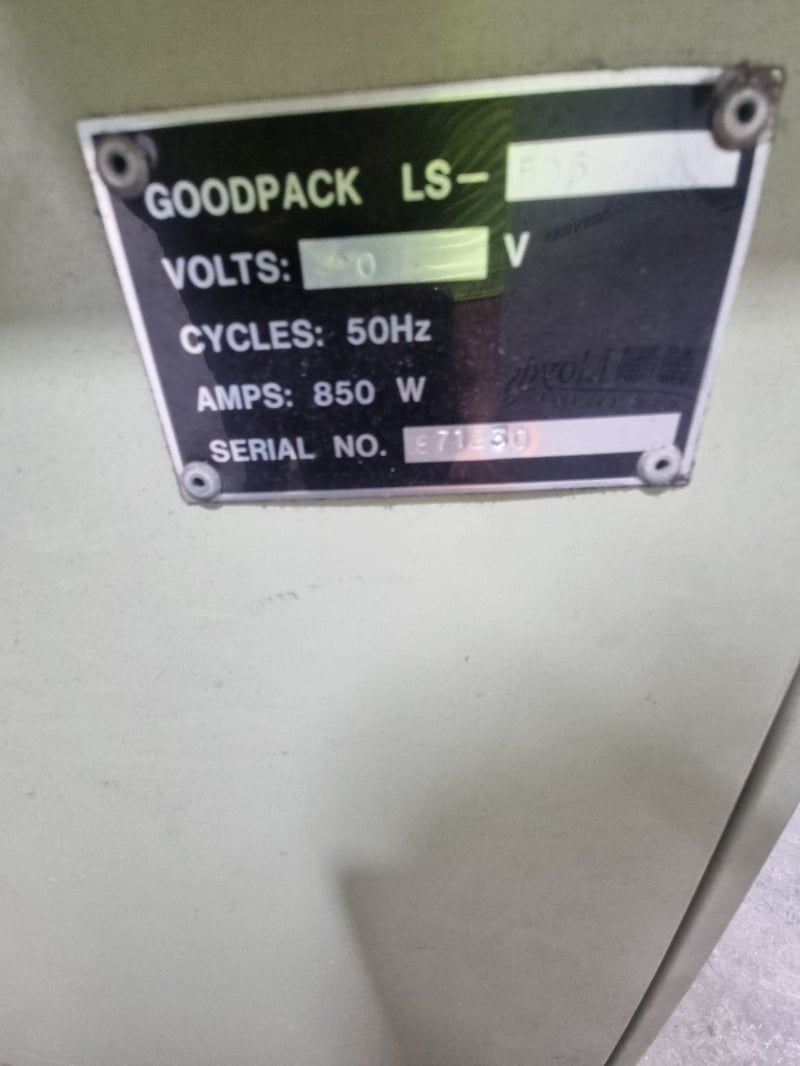 GOODPACK LS-
VOLTS: V
CYCLES: 50Hz
AMPS: 850 W
SERIAL NO.